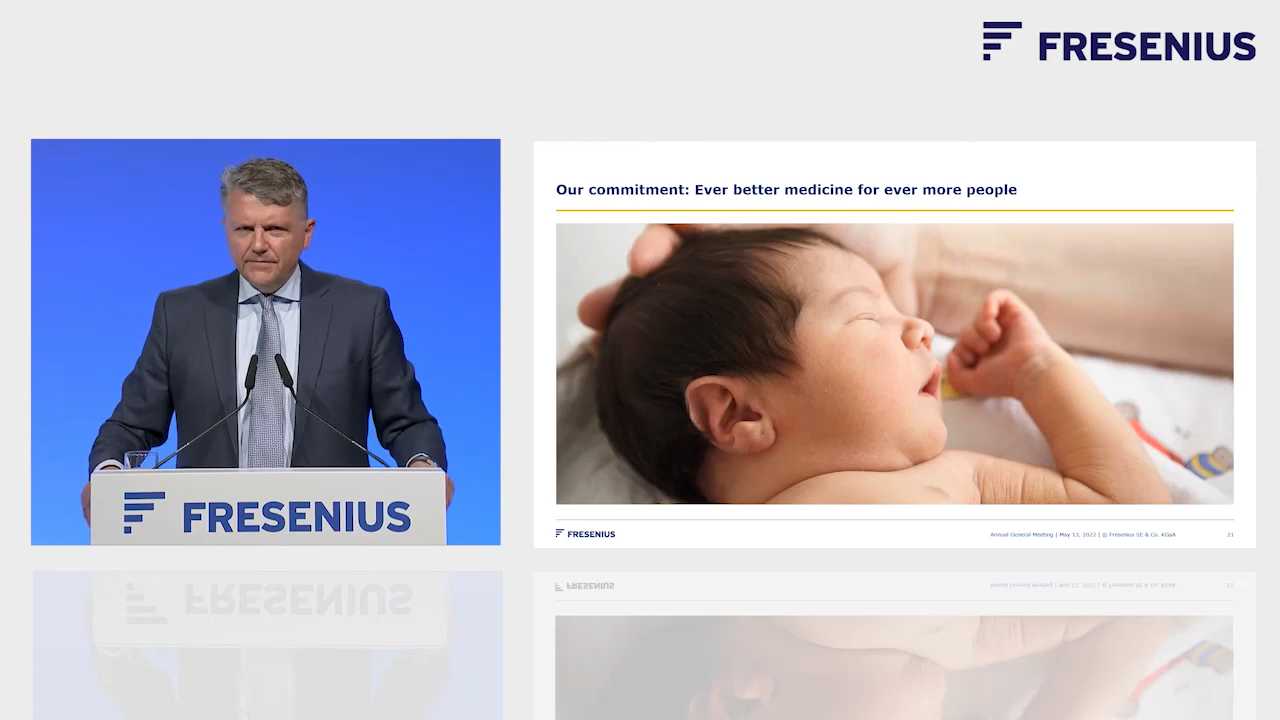 FRESENIUS
Our commitment: Ever better medicine for ever more people
FRESENIUS
FRESENIUS
Annual General Meeting | May 13, 2022 | © Fresenius SE & Co. KGaA
21